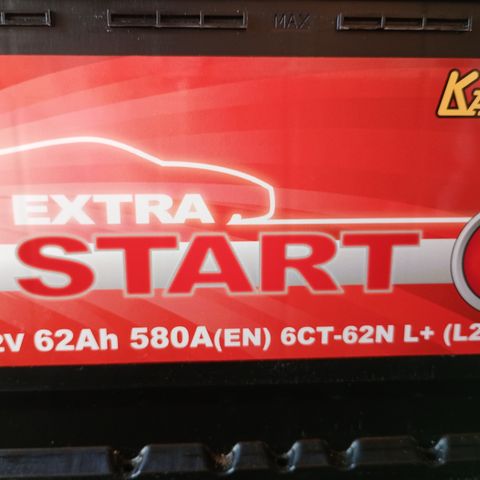 MAX
EXTRA
START
62Ah 580A(EN) 6CT-62N L+